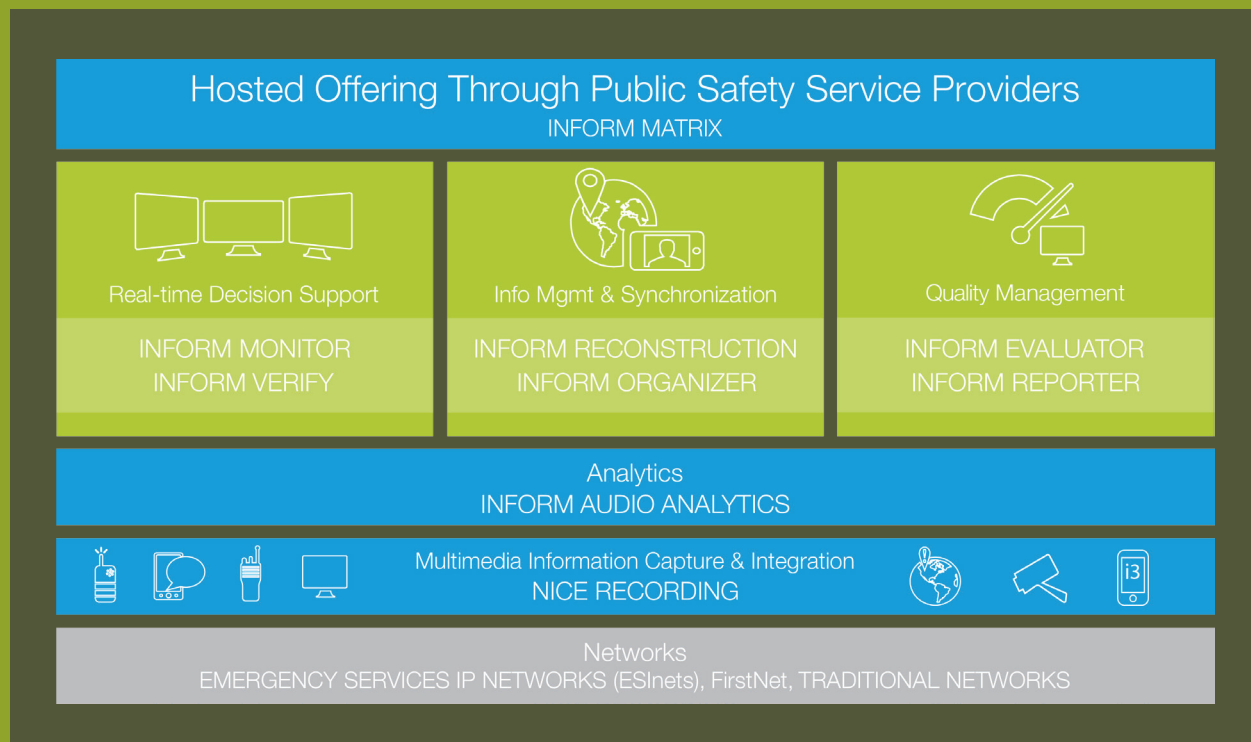 Hosted Offering Through Public Safety Service Providers
INFORM MATRIX
Real-time Decision Support
INFORM MONITOR
INFORM VERIFY
Info Mgmt & Synchronization
INFORM RECONSTRUCTION
INFORM ORGANIZER
Quality Management
INFORM EVALUATOR
INFORM REPORTER
Analytics
INFORM AUDIO ANALYTICS
Multimedia Information Capture & Integration
NICE RECORDING
i3
Networks
EMERGENCY SERVICES IP NETWORKS (ESInets), FirstNet, TRADITIONAL NETWORKS